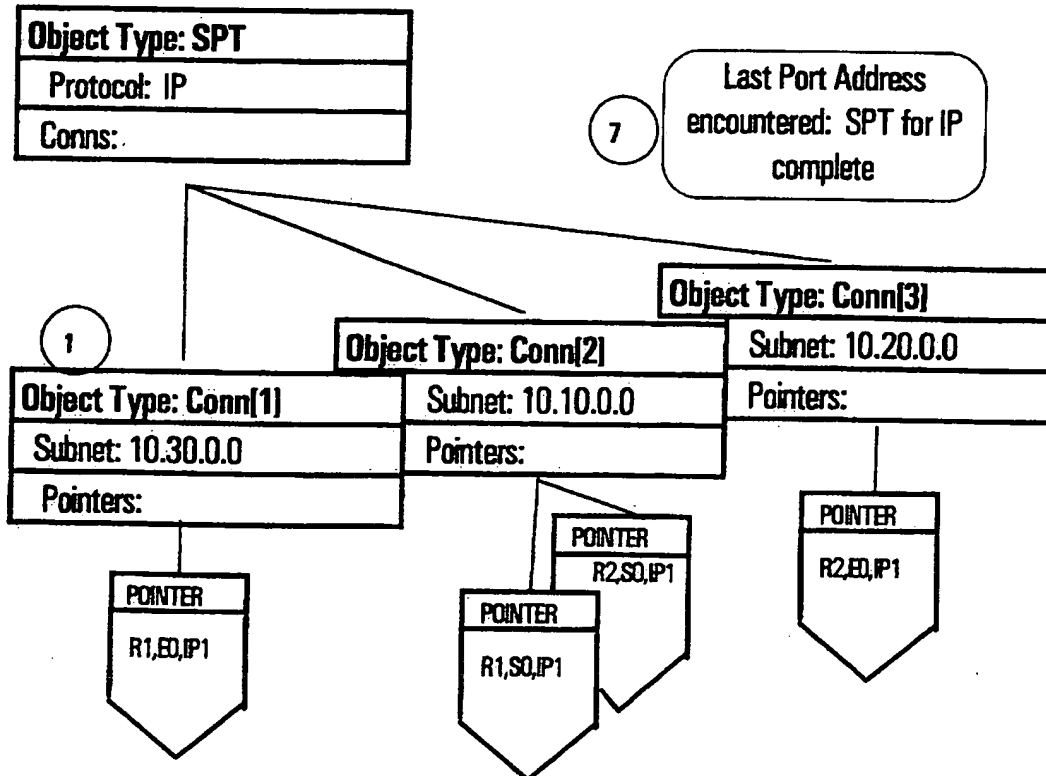 Object Type: SPT
Protocol: IP
Conns:
7
Last Port Address
encountered: SPT for IP
complete
1
Object Type: Conn[1]
Subnet: 10.30.0.0
Pointers:
Object Type: Conn[2]
Subnet: 10.10.0.0
Pointers:
Object Type: Conn[3]
Subnet: 10.20.0.0
Pointers:
POINTER
R1,E0,IP1
POINTER
R1,S0,IP1
POINTER
R2,S0,IP1
POINTER
R2,E0,IP1